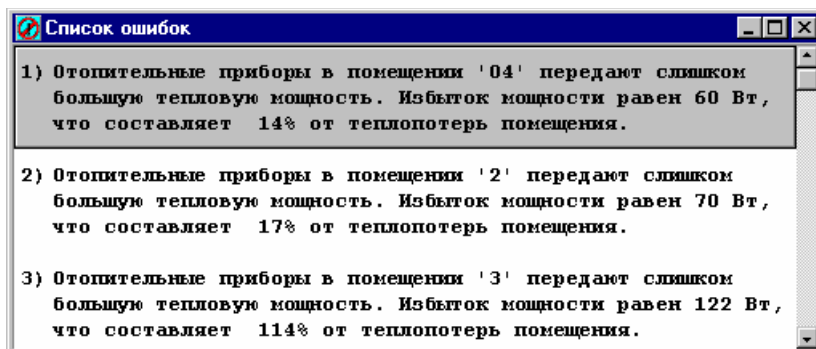 Список ошибок
1) Отопительные приборы в помещении '04' передают слишком
большую тепловую мощность. Избыток мощности равен 60 Вт,
что составляет 14% от теплопотерь помещения.
2) Отопительные приборы в помещении '2' передают слишком
большую тепловую мощность. Избыток мощности равен 70 Вт,
что составляет 17% от теплопотерь помещения.
3) Отопительные приборы в помещении '3' передают слишком
большую тепловую мощность. Избыток мощности равен 122 Вт,
что составляет 114% от теплопотерь помещения.